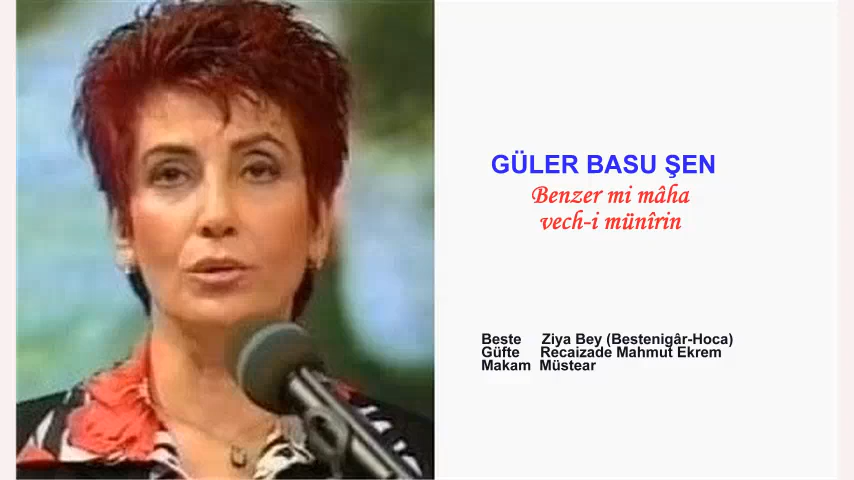 GÜLER BASU ŞEN
Benzer mi mâha
vech-i münîrin
Beste Ziya Bey (Bestenigâr-Hoca)
Güfte Recaizade Mahmut Ekrem
Makam Müstear